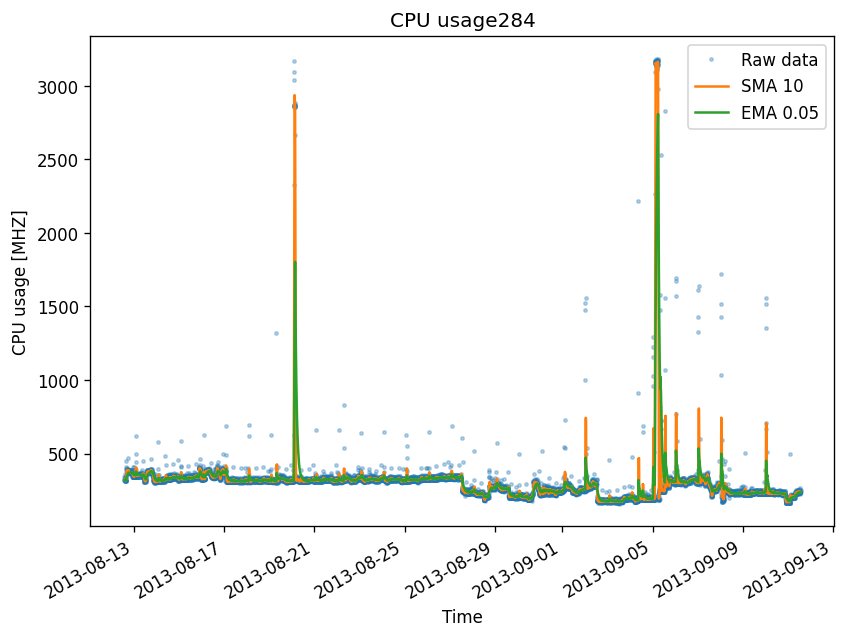 CPU usage284
Raw data
SMA 10
EMA 0.05
3000
2500
2000
1500
1000
500
CPU usage [MHZ]
2013-08-13
2013-08-17
2013-08-21
2013-08-25
2013-08-29
2013-09-01
2013-09-05
2013-09-09
2013-09-13
Time